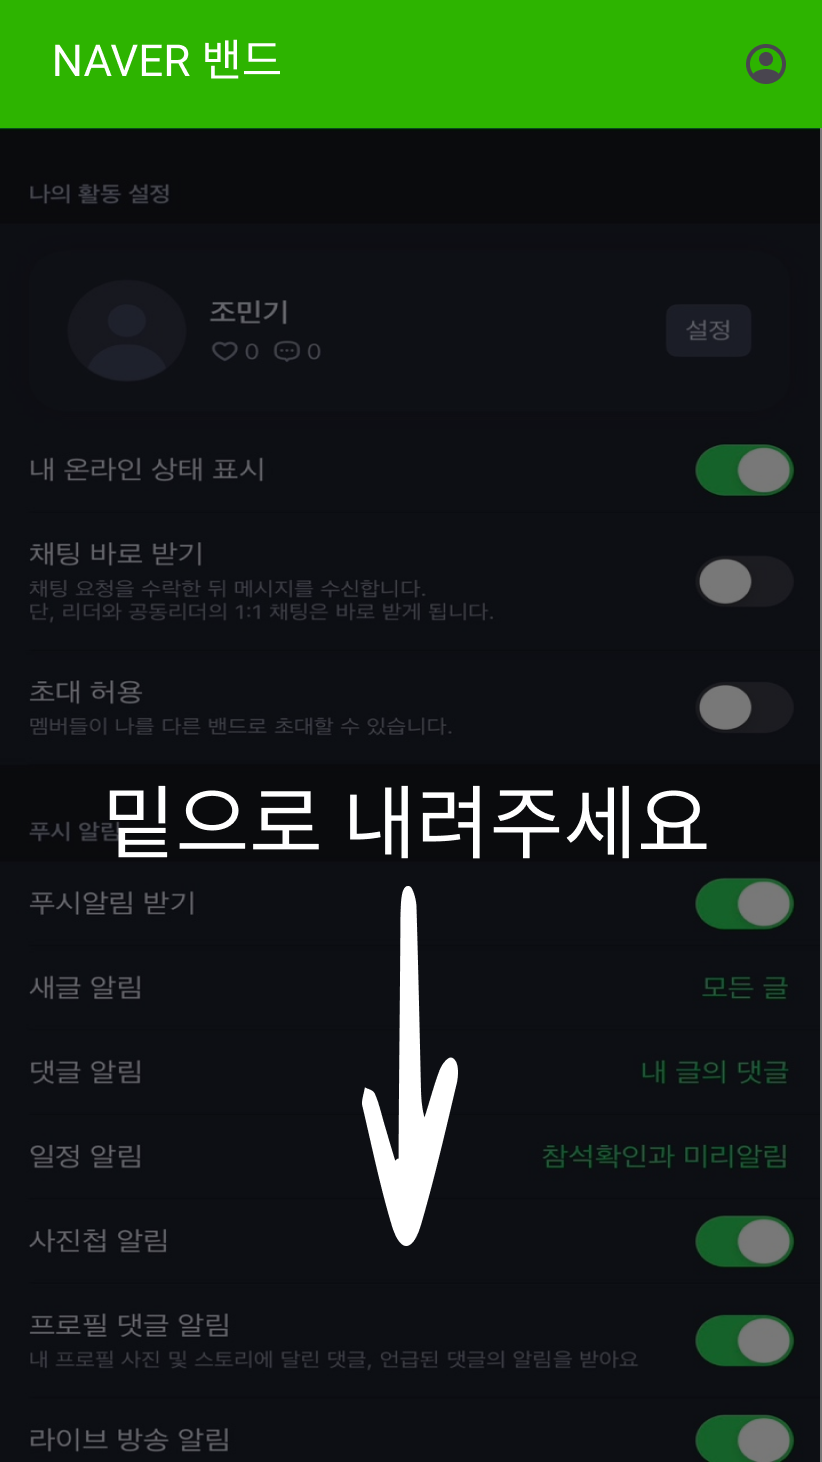 NAVER 밴드
나의 활동 설정
조민기
0 0
설정
내 온라인 상태 표시
채팅 바로 받기
채팅 요청을 수락한 뒤 메시지를 수신합니다.
단, 리더와 공동리더의 1:1 채팅은 바로 받게 됩니다.
초대 허용
멤버들이 나를 다른 밴드로 초대할 수 있습니다.
밑으로 내려주세요
푸시 알림
푸시알림 받기
새글 알림
모든 글
댓글 알림
내 글의 댓글
일정 알림
참석확인과 미리알림
사진첩 알림
프로필 댓글 알림
내 프로필 사진 및 스토리에 달린 댓글, 언급된 댓글의 알림을 받아요
라이브 방송 알림